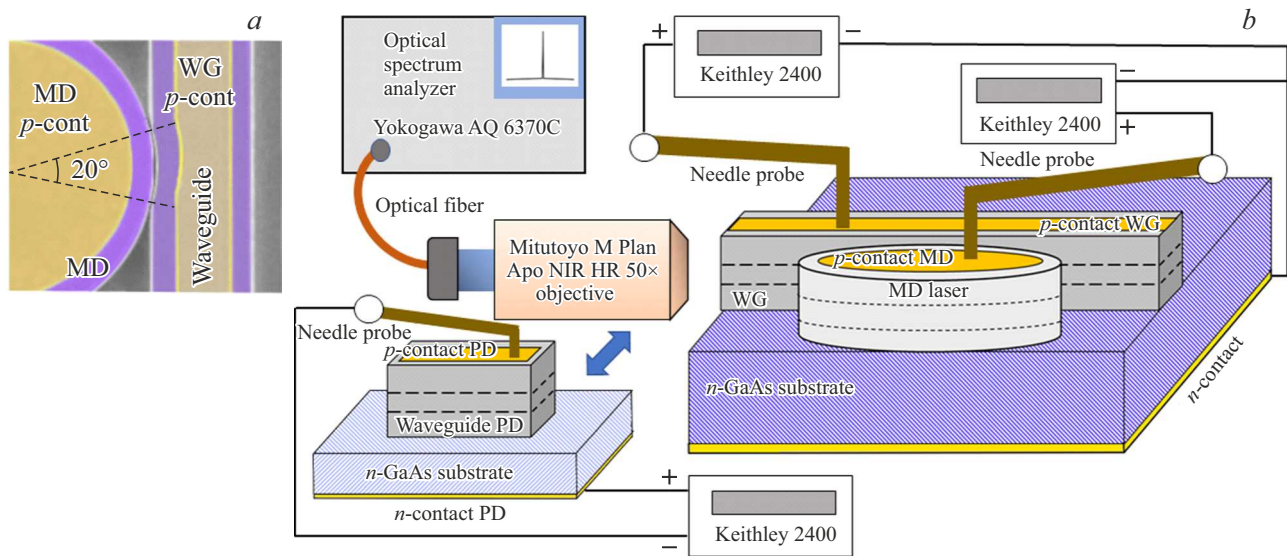 a
MD
p-cont
WG
p-cont
20°
Waveguide
MD
b
Optical
spectrum
analyzer
Yokogawa AQ 6370C
Optical fiber
Mitutoyo M Plan
Apo NIR HR 50×
objective
Needle probe
p-contact PD
Waveguide PD
n-GaAs substrate
n-contact PD
+
−
Keithley 2400
+
−
Keithley 2400
−
+
Keithley 2400
Needle probe
Needle probe
p-contact WG
p-contact MD
MD laser
WG
n-GaAs substrate
n-contact